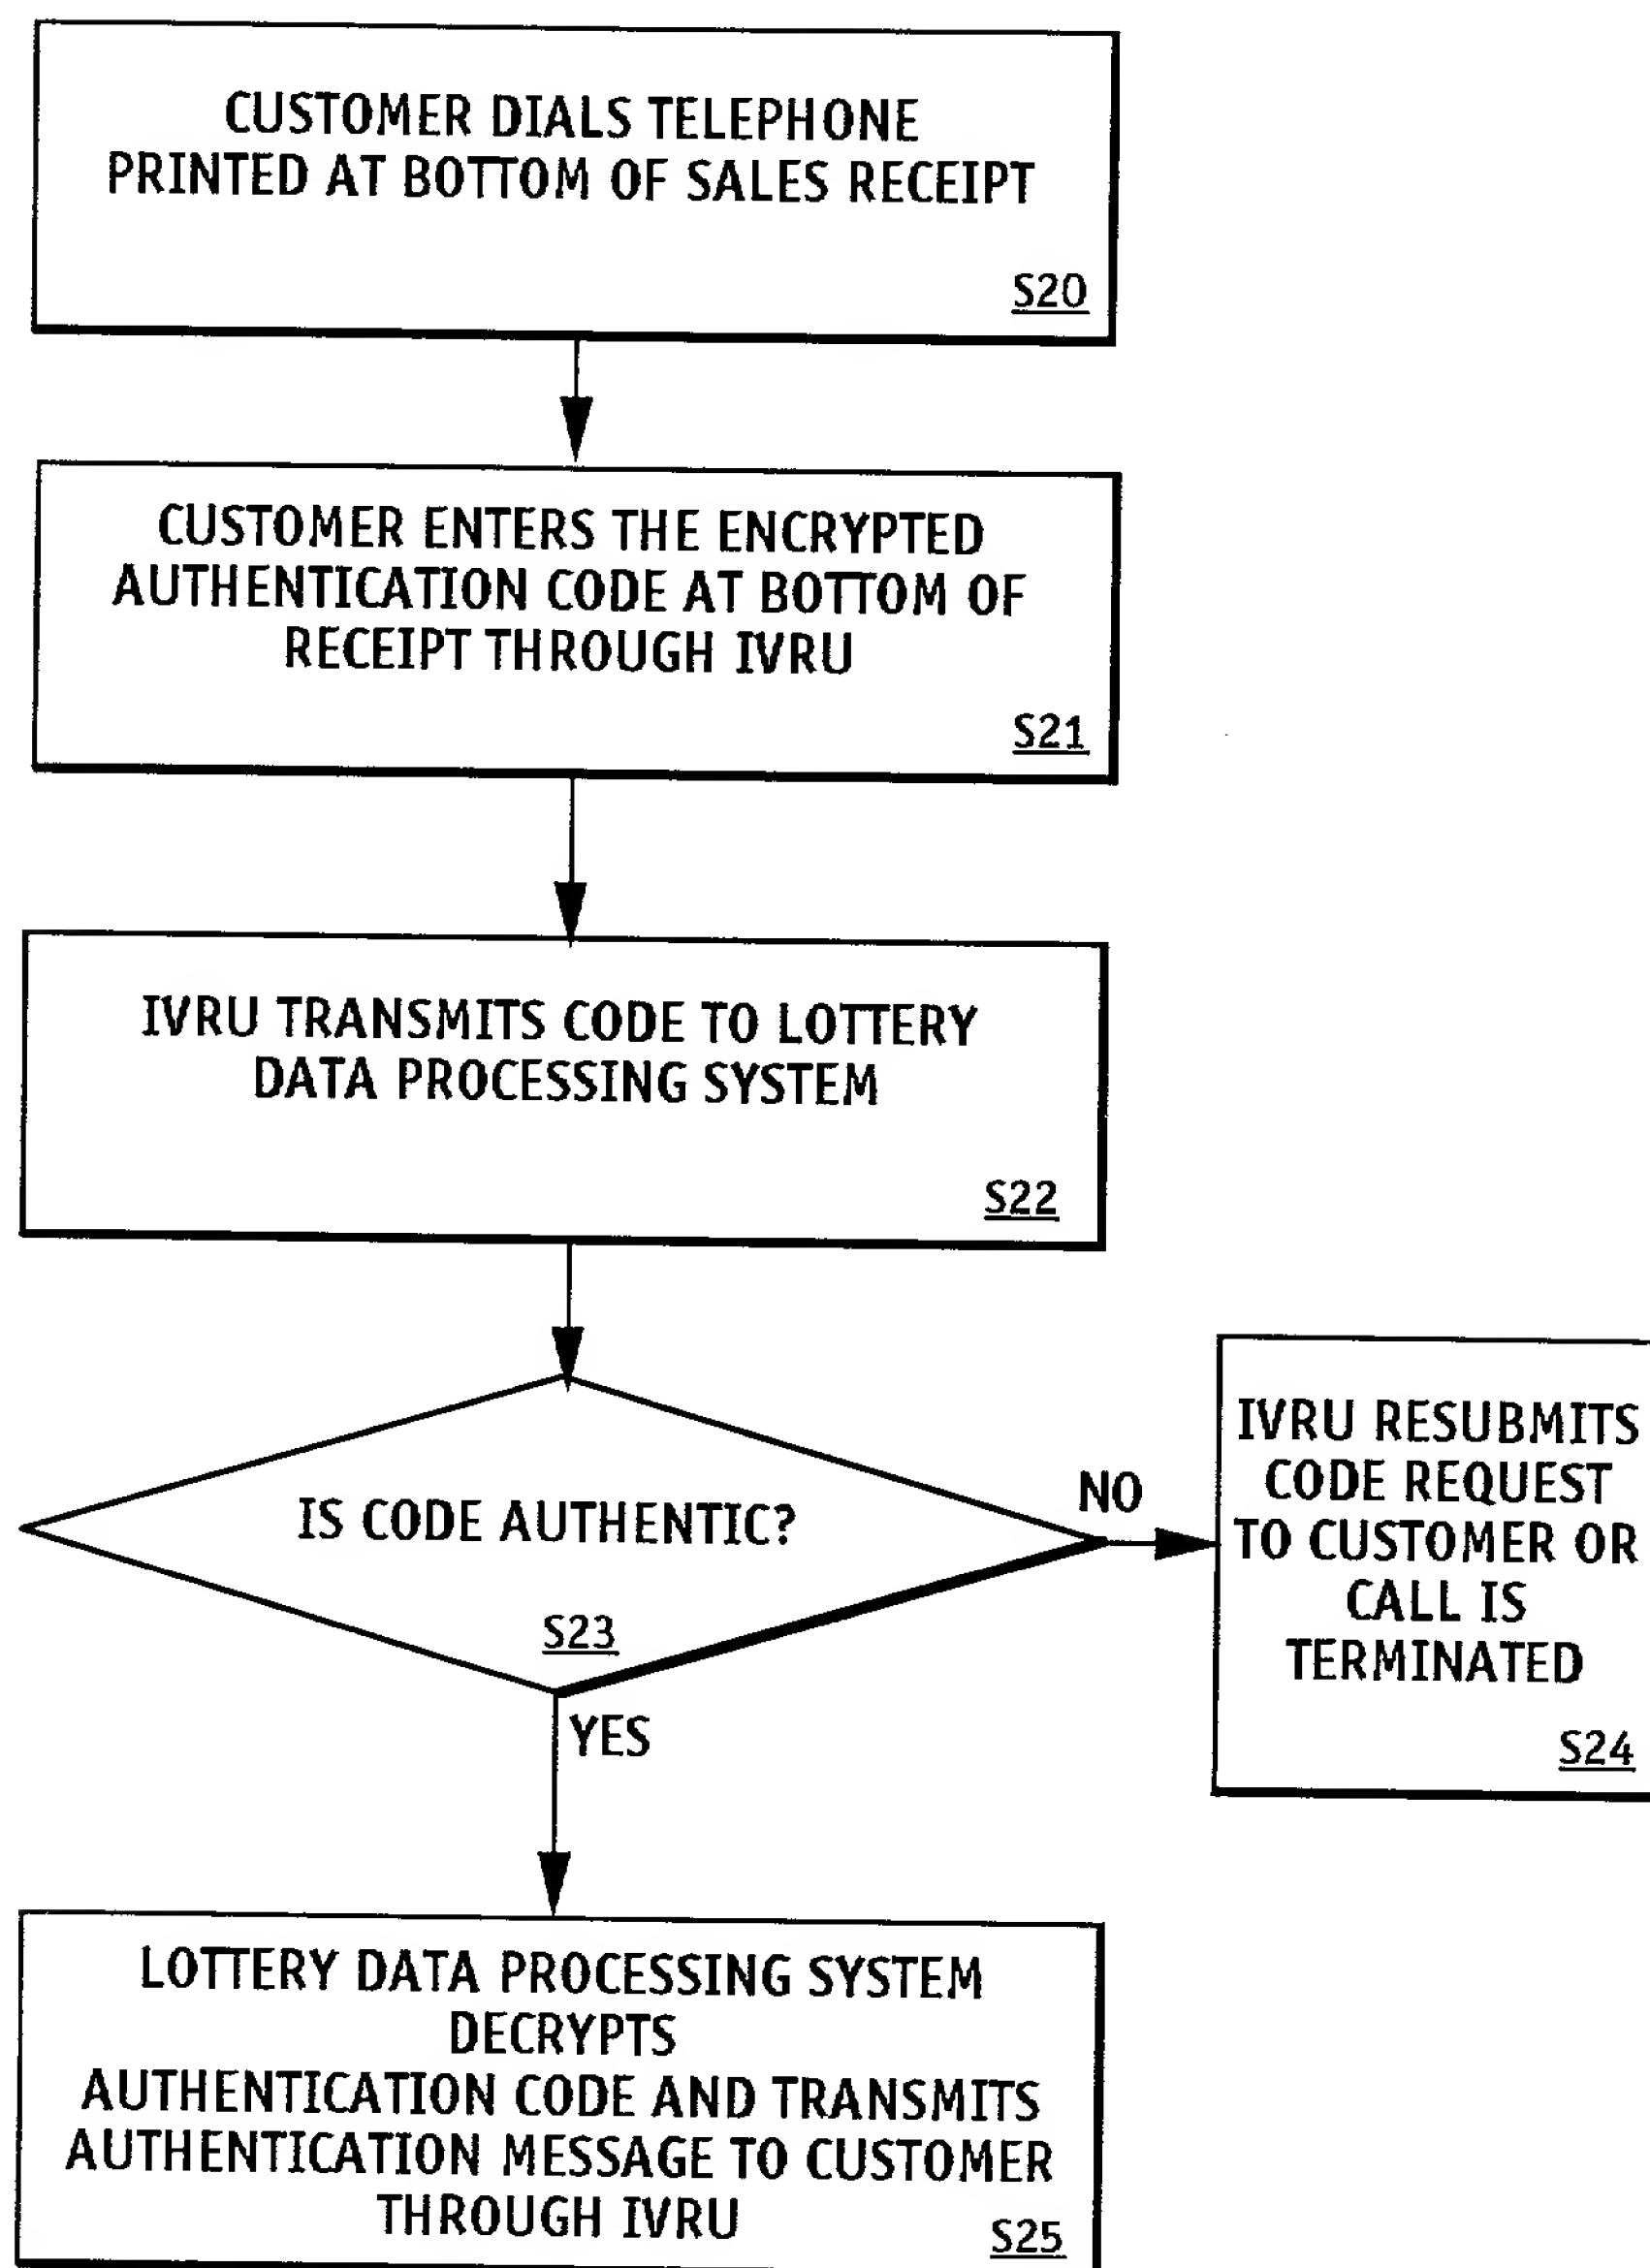 CUSTOMER DIALS TELEPHONE
PRINTED AT BOTTOM OF SALES RECEIPT
S20
CUSTOMER ENTERS THE ENCRYPTED
AUTHENTICATION CODE AT BOTTOM OF
RECEIPT THROUGH IVRU
S21
IVRU TRANSMITS CODE TO LOTTERY
DATA PROCESSING SYSTEM
S22
IS CODE AUTHENTIC?
S23
NO
IVRU RESUBMITS
CODE REQUEST
TO CUSTOMER OR
CALL IS
TERMINATED
S24
YES
LOTTERY DATA PROCESSING SYSTEM
DECRYPTS
AUTHENTICATION CODE AND TRANSMITS
AUTHENTICATION MESSAGE TO CUSTOMER
THROUGH IVRU
S25